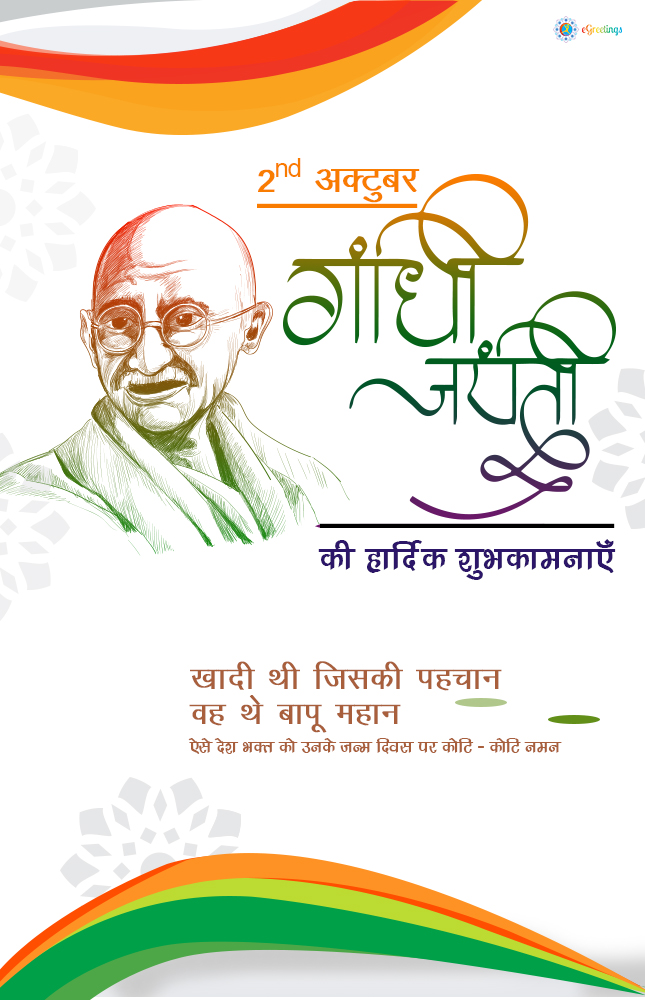 eGreetings
2nd अक्टुबर
गांधी
जयंती
की हार्दिक शुभकामनाएँ
खादी थी जिसकी पहचान
वह थे बापू महान
ऐसे देश भक्त को उनके जन्म दिवस पर कोटि - कोटि नमन